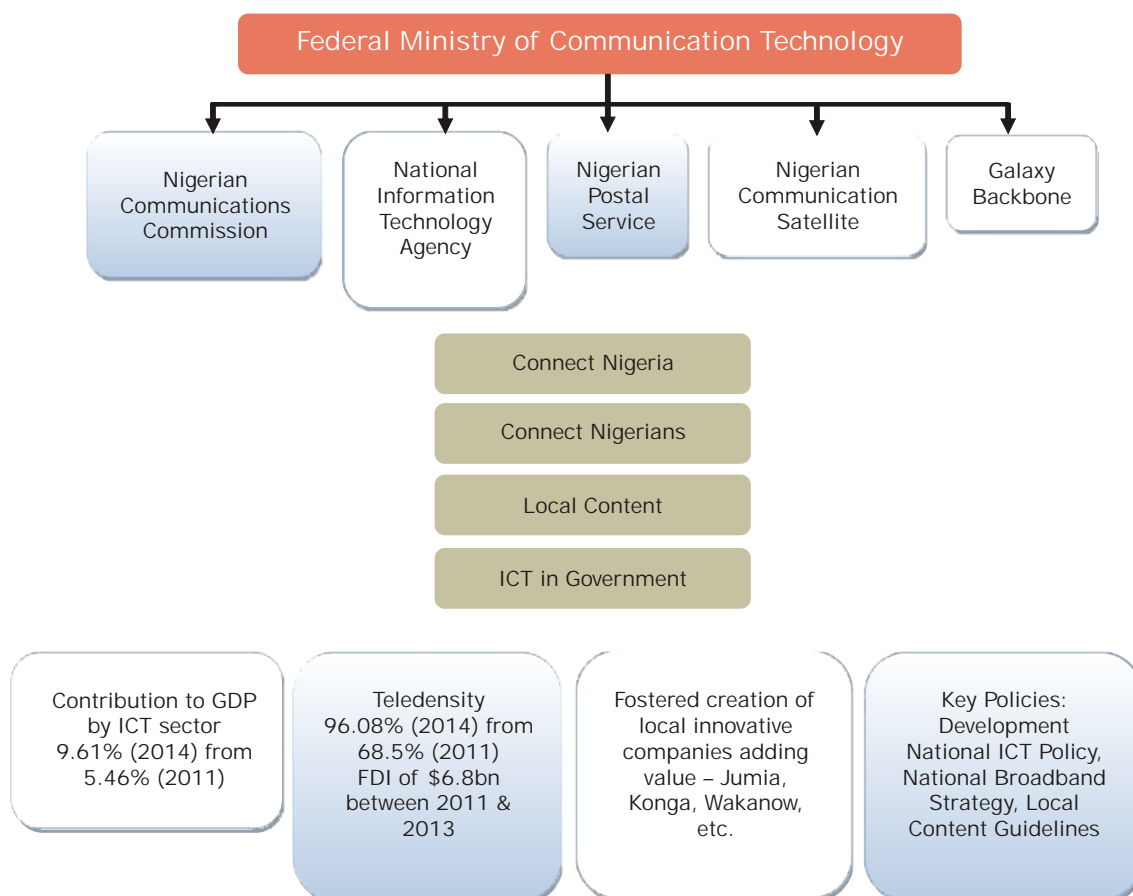 Federal Ministry of Communication Technology
Nigerian
Communications
Commission
National
Information
Technology
Agency
Nigerian
Postal
Service
Nigerian
Communication
Satellite
Galaxy
Backbone
Connect Nigeria
Connect Nigerians
Local Content
ICT in Government
Contribution to GDP
by ICT sector
9.61% (2014) from
5.46% (2011)
Teledensity
96.08% (2014) from
68.5% (2011)
FDI of $6.8bn
between 2011 &
2013
Fostered creation of
local innovative
companies adding
value – Jumia,
Konga, Wakanow,
etc.
Key Policies:
Development
National ICT Policy,
National Broadband
Strategy, Local
Content Guidelines